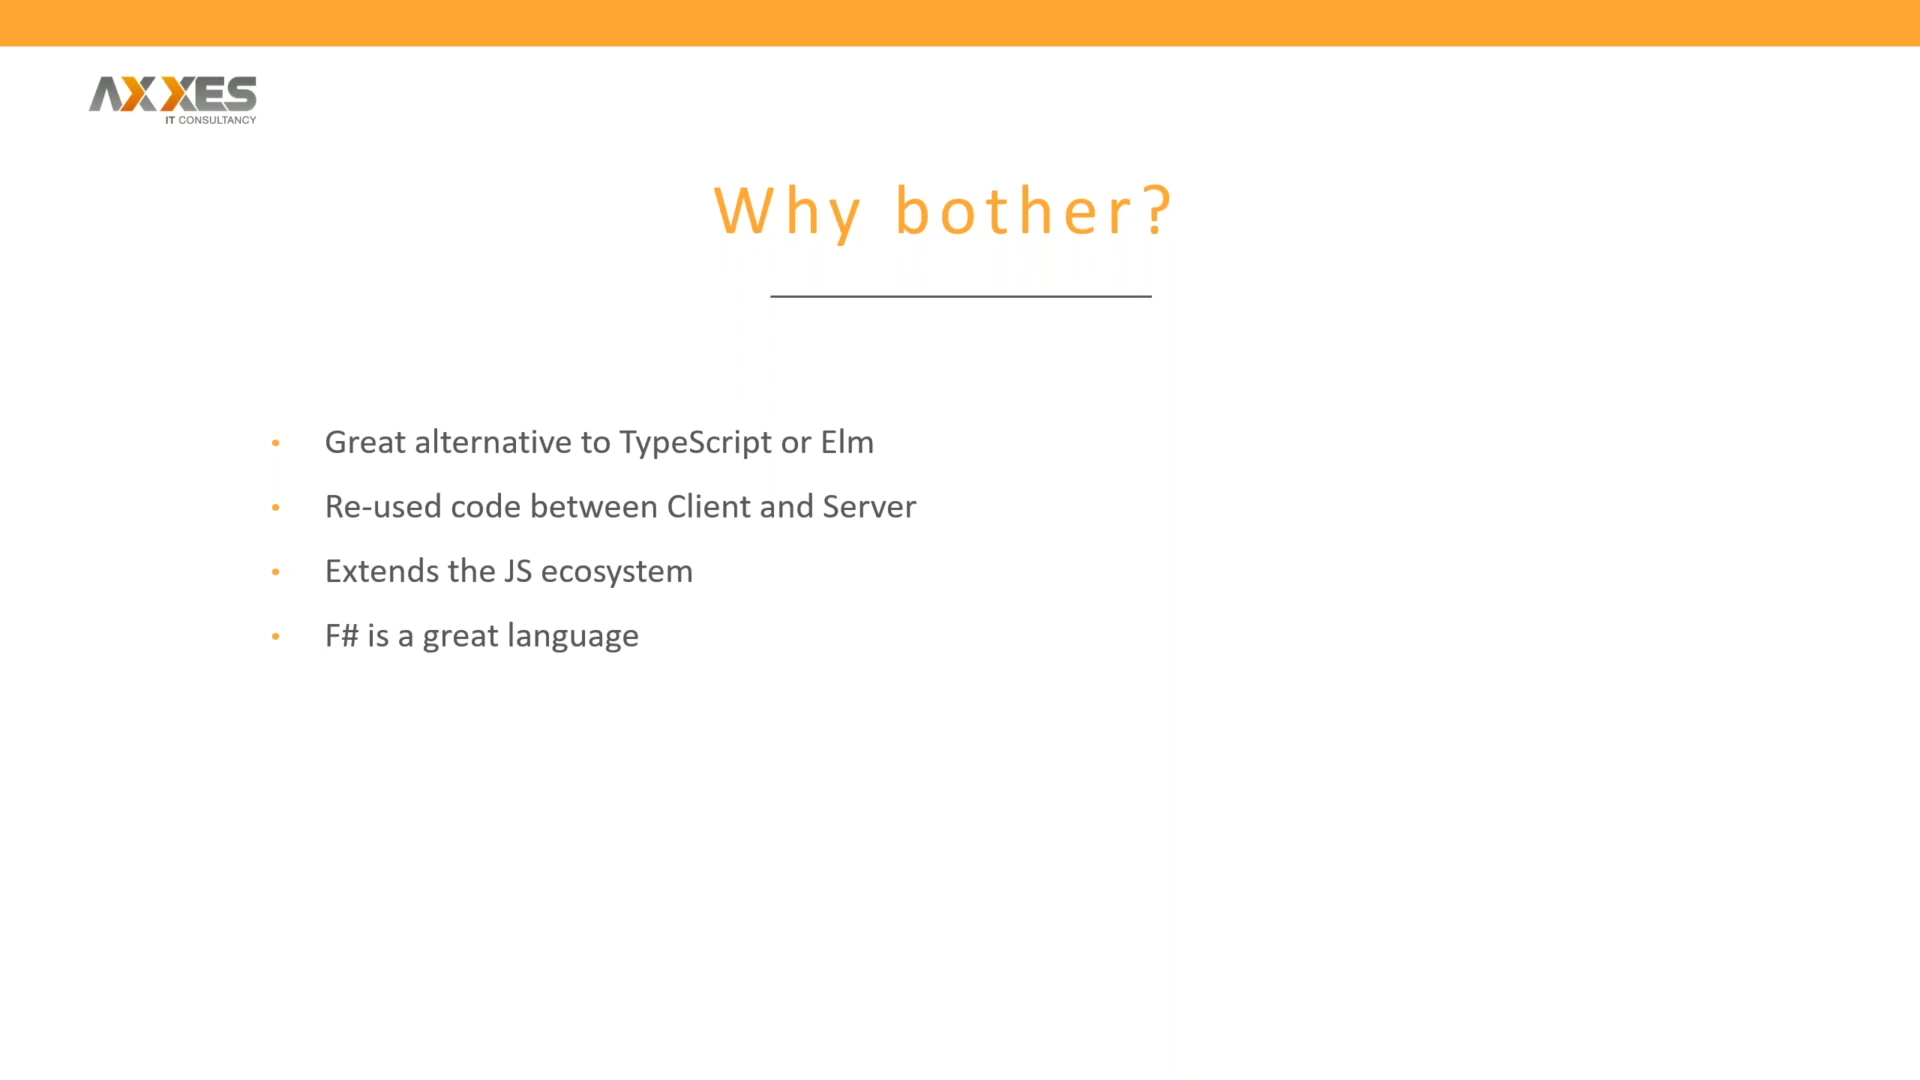 AXXES
IT CONSULTANCY
Why bother?
• Great alternative to TypeScript or Elm
• Re-used code between Client and Server
• Extends the JS ecosystem
• F# is a great language